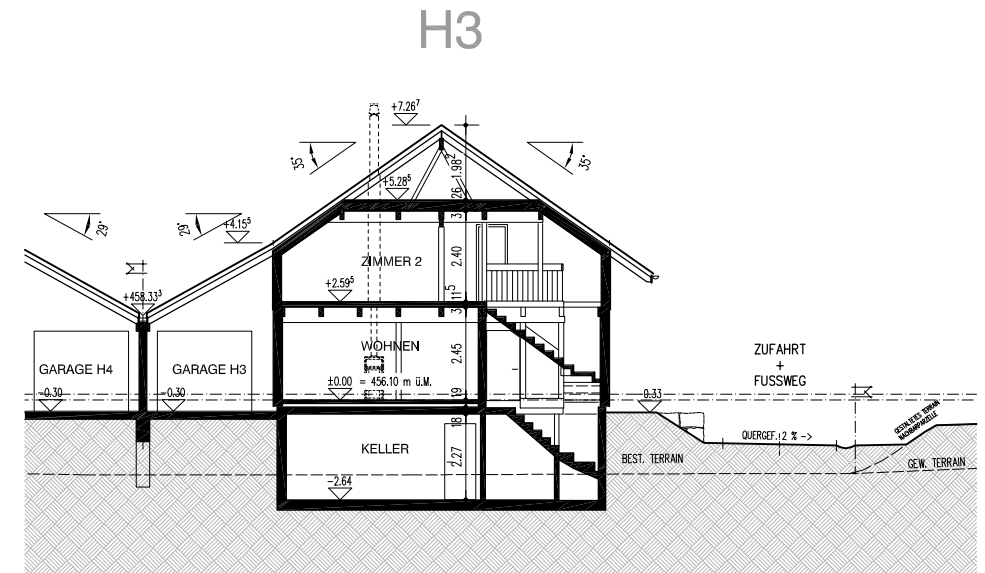 H3
+7.26⁷
35°
35°
1.98²
+5.28⁵
26
29°
29°
+4.15⁵
3
ZIMMER 2
2.40
+458.33³
+2.59⁵
11⁵
3
WOHNEN
2.45
ZUFAHRT
+
FUSSWEG
GARAGE H4
GARAGE H3
±0.00 = 456.10 m ü.M.
-0.30
-0.30
19
0.33
18
GESTALTETES TERRAIN
NACHBARPARZELLE
QUERGEF. 2 % ->
KELLER
2.27
BEST. TERRAIN
GEW. TERRAIN
-2.64